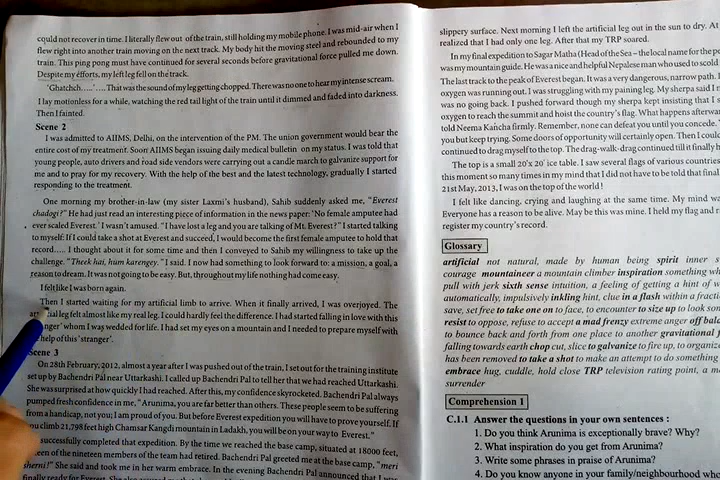 could not recover in time. I literally flew out of the train, still holding my mobile phone. I was mid-air when I
flew right into another train moving on the next track. My body hit the moving steel and rebounded to my
train. This ping pong must have continued for several seconds before gravitational force pulled me down.
Despite my efforts, my left leg fell on the track.
'Ghatchch.....'.... That was the sound of my leg getting chopped. There was no one to hear my intense scream.
I lay motionless for a while, watching the red tail light of the train until it dimmed and faded into darkness.
Then I fainted.
Scene 2
I was admitted to AIIMS, Delhi, on the intervention of the PM. The union government would bear the
entire cost of my treatment. Soon AIIMS began issuing daily medical bulletin on my status. I was told that
young people, auto drivers and road side vendors were carrying out a candle march to galvanize support for
me and to pray for my recovery. With the help of the best and the latest technology, gradually I started
responding to the treatment.
One morning my brother-in-law (my sister Laxmi's husband), Sahib suddenly asked me, "Everest
chadogi?" He had just read an interesting piece of information in the news paper: 'No female amputee had
ever scaled Everest.' I wasn't amused. "I have lost a leg and you are talking of Mt. Everest?" I started talking
to myself: If I could take a shot at Everest and succeed, I would become the first female amputee to hold that
record..... I thought about it for some time and then I conveyed to Sahib my willingness to take up the
challenge. "Theek hai, hum karengey." I said. I now had something to look forward to: a mission, a goal, a
reason to dream. It was not going to be easy. But, throughout my life nothing had come easy.
I felt like I was born again.
Then I started waiting for my artificial limb to arrive. When it finally arrived, I was overjoyed. The
leg felt almost like my real leg. I could hardly feel the difference. I had started falling in love with this
whom I was wedded for life. I had set my eyes on a mountain and I needed to prepare myself with
help of this 'stranger'.
Scene 3
On 28th February, 2012, almost a year after I was pushed out of the train, I set out for the training institute
set up by Bachendri Pal near Uttarkashi. I called up Bachendri Pal to tell her that we had reached Uttarkashi.
She was surprised at how quickly I had reached. After this, my confidence skyrocketed. Bachendri Pal always
pumped fresh confidence in me, "Arunima, you are far better than others. These people seem to be suffering
from a handicap, not you; I am proud of you. But before Everest expedition you will have to prove yourself. If
you climb 21,798 feet high Chamsar Kangdi mountain in Ladakh, you will be on your way to Everest."
successfully completed that expedition. By the time we reached the base camp, situated at 18000 feet,
of the nineteen members of the team had retired. Bachendri Pal greeted me at the base camp, "meri
sherni!" She said and took me in her warm embrace. In the evening Bachendri Pal announced that I was
finally ready for Everest. She
slippery surface. Next morning I left the artificial leg out in the sun to dry. At
realized that I had only one leg. After that my TRP soared.
In my final expedition to Sagar Matha (Head of the Sea – the local name for the
was my mountain guide. He was a nice and helpful Nepalese man who used to scold
The last track to the peak of Everest began. It was a very dangerous, narrow path. I
oxygen was running out. I was struggling with my paining leg. My sherpa said I
was no going back. I pushed forward though my sherpa kept insisting that I
oxygen to reach the summit and hoist the country's flag. What happens
told Neema Kancha firmly. Remember, none can defeat you until you concede.
you but keep trying. Some doors of opportunity will certainly open. Then I could
continued to drag myself to the top. The drag-walk-drag continued till it finally
The top is a small 20'x 20' ice table. I saw several flags of various countries
this moment so many times in my mind that I did not have to be told that
21st May, 2013, I was on the top of the world!
I felt like dancing, crying and laughing at the same time. My mind
Everyone has a reason to be alive. May be this was mine. I held my flag and
register my country's record.
Glossary
artificial not natural, made by human being spirit inner
courage mountaineer a mountain climber inspiration something
pull with jerk sixth sense intuition, a feeling of getting a hint of
automatically, impulsively inkling hint, clue in a flash within a
save, set free to take one on to face, to encounter to size up to look
resist to oppose, refuse to accept a mad frenzy extreme anger off
to bounce back and forth from one place to another gravitational
falling towards earth chop cut, slice to galvanize to fire up, to
has been removed to take a shot to make an attempt to do something
embrace hug, cuddle, hold close TRP television rating point, a
surrender
Comprehension 1
C.1.1 Answer the questions in your own sentences :
1. Do you think Arunima is exceptionally brave? Why?
2. What inspiration do you get from Arunima?
3. Write some phrases in praise of Arunima?
4. Do you know anyone in your family/neighbourhood